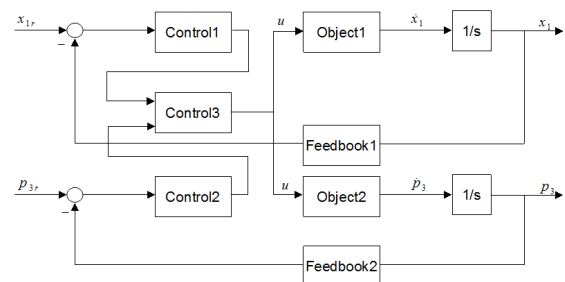 x1r
−
Control1
u
Object1
ẋ1
1/s
x1
Control3
Feedbook1
p3r
−
Control2
u
Object2
ṗ3
1/s
p3
Feedbook2